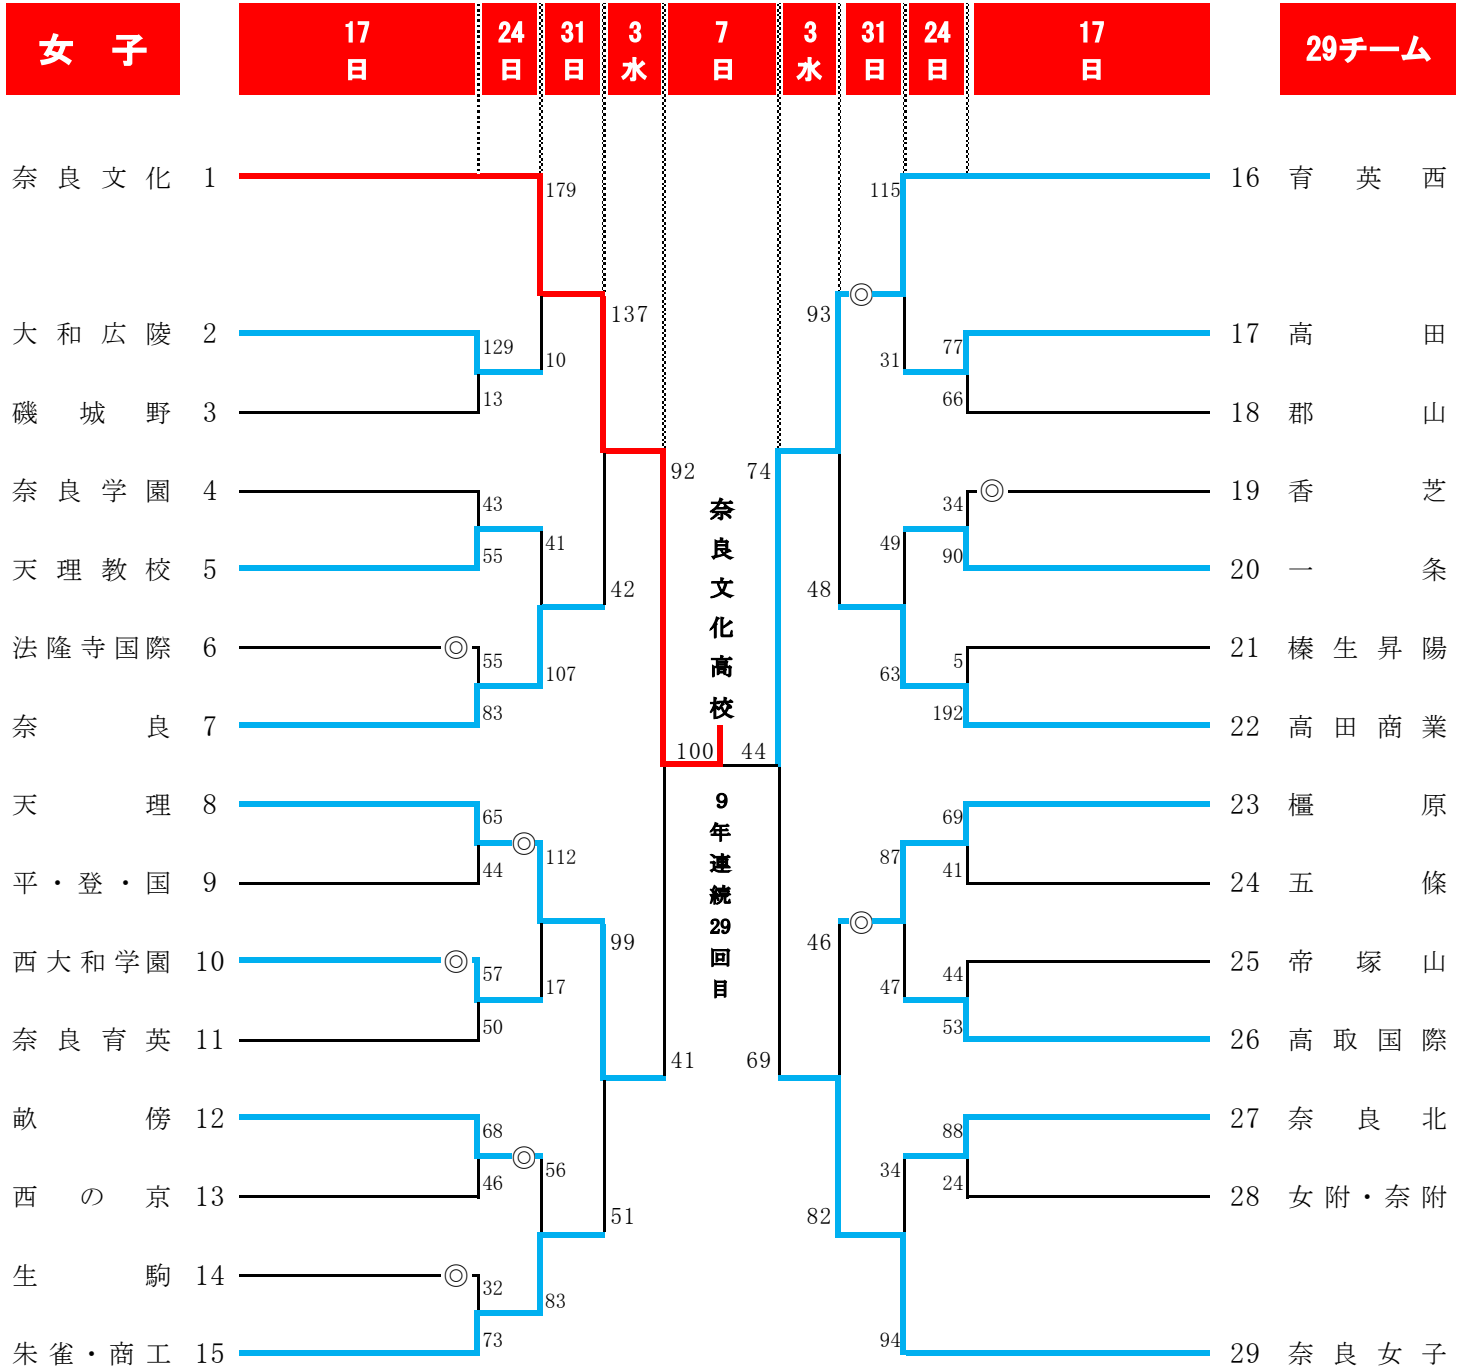 女 子
17 24 31 3 7 3 31 24 17
日 日 日 水 日 水 日 日 日
29チーム
奈良文化 1
179
大和広陵 2
129
137
10
13
磯城野 3
奈良学園 4
43
92
55
41
天理教校 5
42
法隆寺国際 6 ◎
55
107
83
奈良 7
100
天理 8
65
◎
112
44
平・登・国 9
99
西大和学園 10 ◎
57
17
50
奈良育英 11
41
畝傍 12
68
◎
56
46
西の京 13
51
生駒 14 ◎
32
83
73
朱雀・商工 15
奈良文化高校
9年連続29回目
16 育英西
115
◎
93
17 高田
77
31
66
18 郡山
74
19 香芝
◎
34
49
90
20 一条
48
21 榛生昇陽
5
63
192
22 高田商業
44
23 橿原
69
87
41
24 五條
◎
46
25 帝塚山
44
47
53
26 高取国際
69
27 奈良北
88
34
24
28 女附・奈附
82
94
29 奈良女子